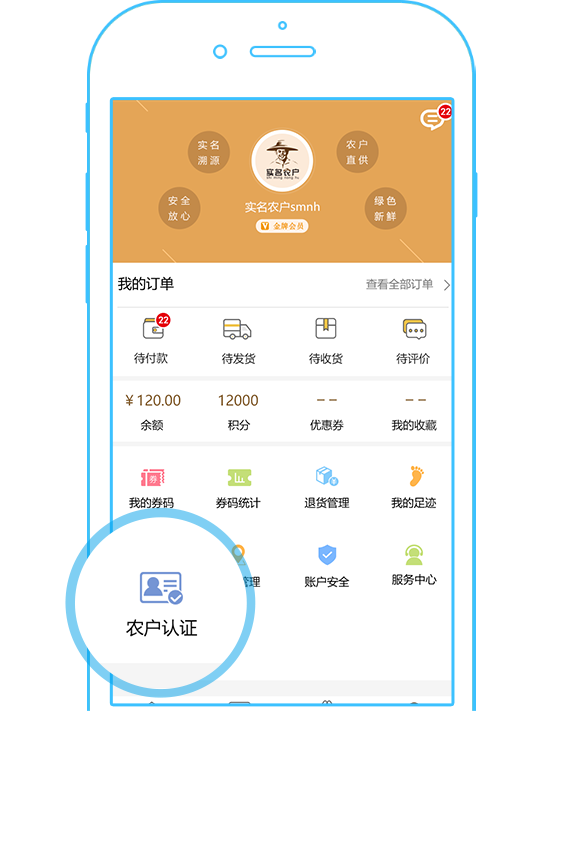 22
实名
溯源
农户
直供
实名农户
shi ming nong hu
安全
放心
绿色
新鲜
实名农户smnh
金牌会员
我的订单 查看全部订单
22
待付款 待发货 待收货 待评价
¥120.00 12000 -- --
余额 积分 优惠券 我的收藏
券
我的券码 券码统计 退货管理 我的足迹
管理 账户安全 服务中心
农户认证